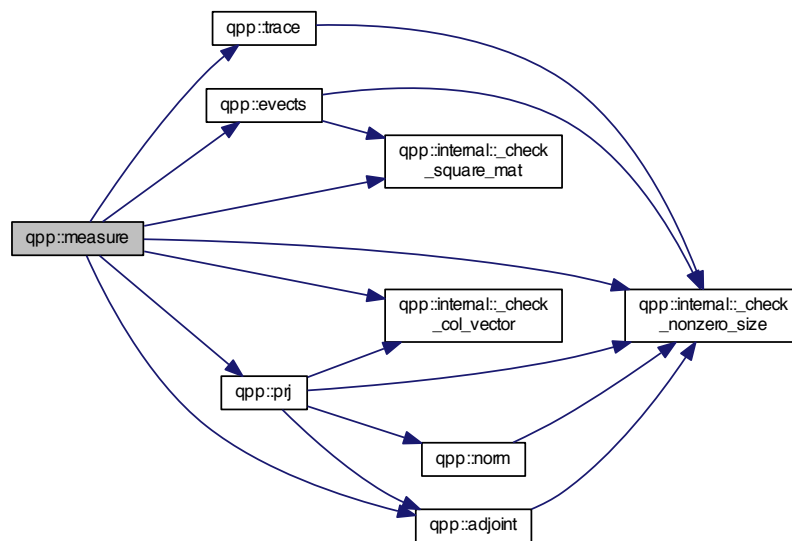 qpp::trace
qpp::evects
qpp::internal::_check
_square_mat
qpp::measure
qpp::internal::_check
_col_vector
qpp::internal::_check
_nonzero_size
qpp::prj
qpp::norm
qpp::adjoint